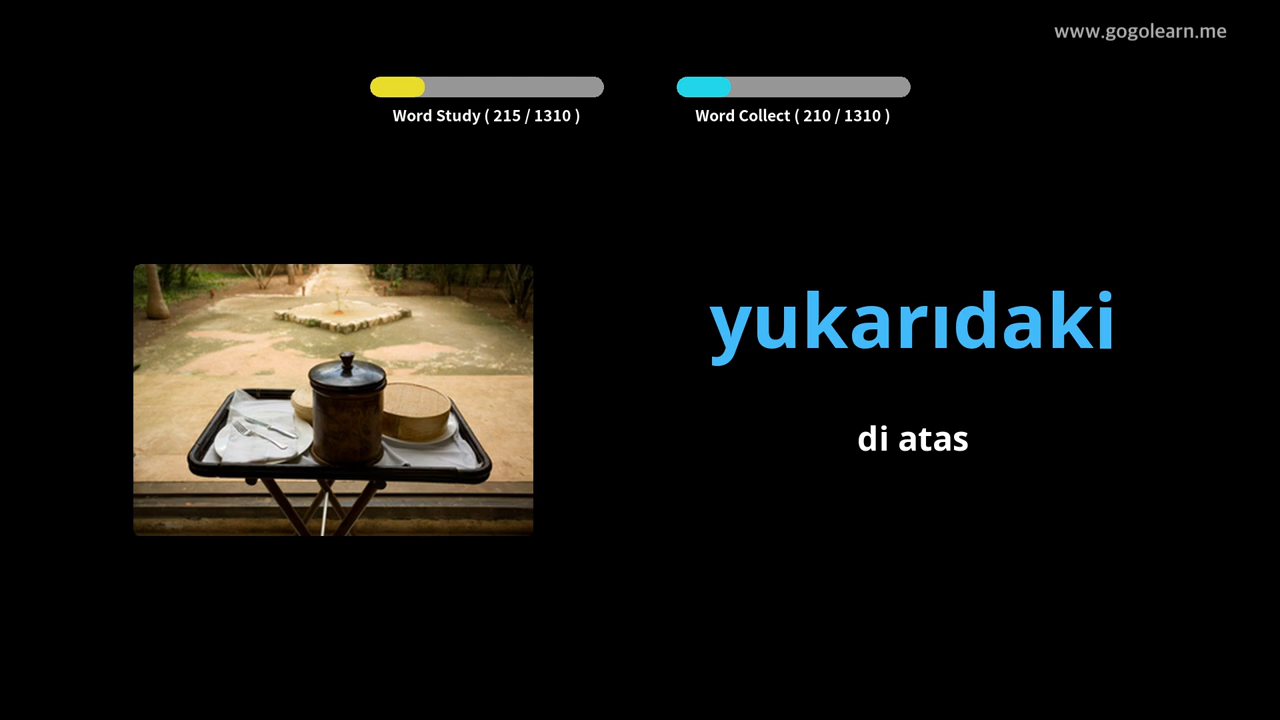 www.gogolearn.me
Word Study ( 215 / 1310 )
Word Collect ( 210 / 1310 )
yukarıdaki
di atas